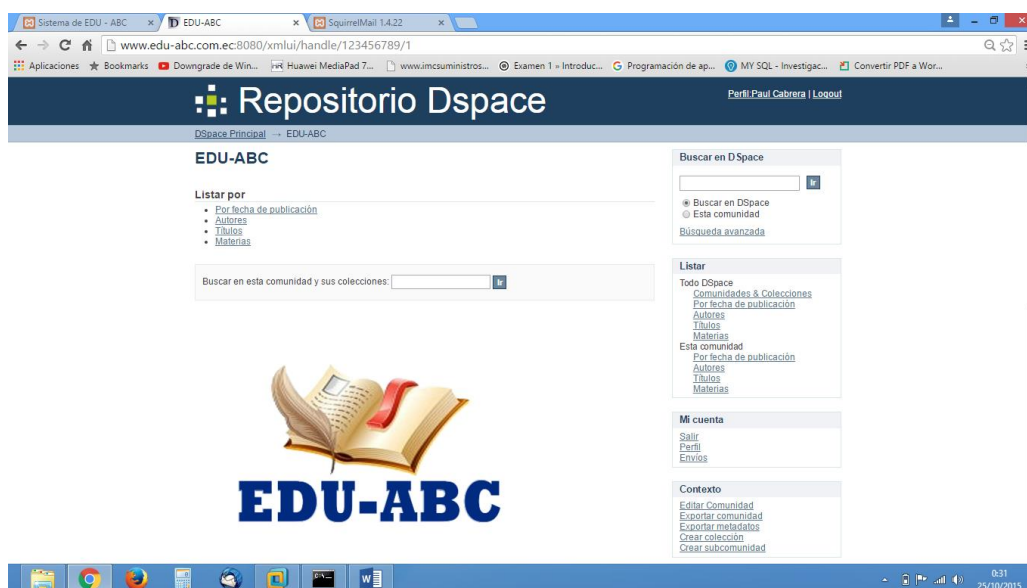 Sistema de EDU - ABC
EDU-ABC
SquirrelMail 1.4.22
www.edu-abc.com.ec:8080/xmlui/handle/123456789/1
Aplicaciones
Bookmarks
Downgrade de Win...
Huawei MediaPad 7...
www.imcsuministros...
Examen 1 » Introduc...
Programación de ap...
MY SQL - Investigac...
Convertir PDF a Wor...
Repositorio Dspace
Perfil:Paul Cabrera | Logout
DSpace Principal → EDU-ABC
EDU-ABC
Listar por
Por fecha de publicación
Autores
Títulos
Materias
Buscar en esta comunidad y sus colecciones:
Ir
EDU-ABC
Buscar en DSpace
Ir
Buscar en DSpace
Esta comunidad
Búsqueda avanzada
Listar
Todo DSpace
Comunidades & Colecciones
Por fecha de publicación
Autores
Títulos
Materias
Esta comunidad
Por fecha de publicación
Autores
Títulos
Materias
Mi cuenta
Salir
Perfil
Envíos
Contexto
Editar Comunidad
Exportar comunidad
Exportar metadatos
Crear colección
Crear subcomunidad
0:31
25/10/2015